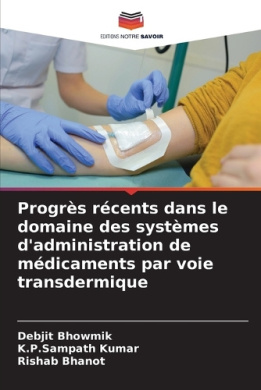 EDITIONS NOTRE SAVOIR
Progrès récents dans le
domaine des systèmes
d'administration de
médicaments par voie
transdermique
Debjit Bhowmik
K.P.Sampath Kumar
Rishab Bhanot